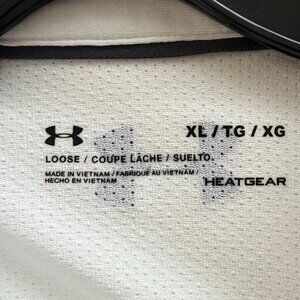 XL / TG / XG
LOOSE / COUPE LÂCHE / SUELTO
MADE IN VIETNAM / FABRIQUÉ AU VIETNAM /
HECHO EN VIETNAM
HEATGEAR